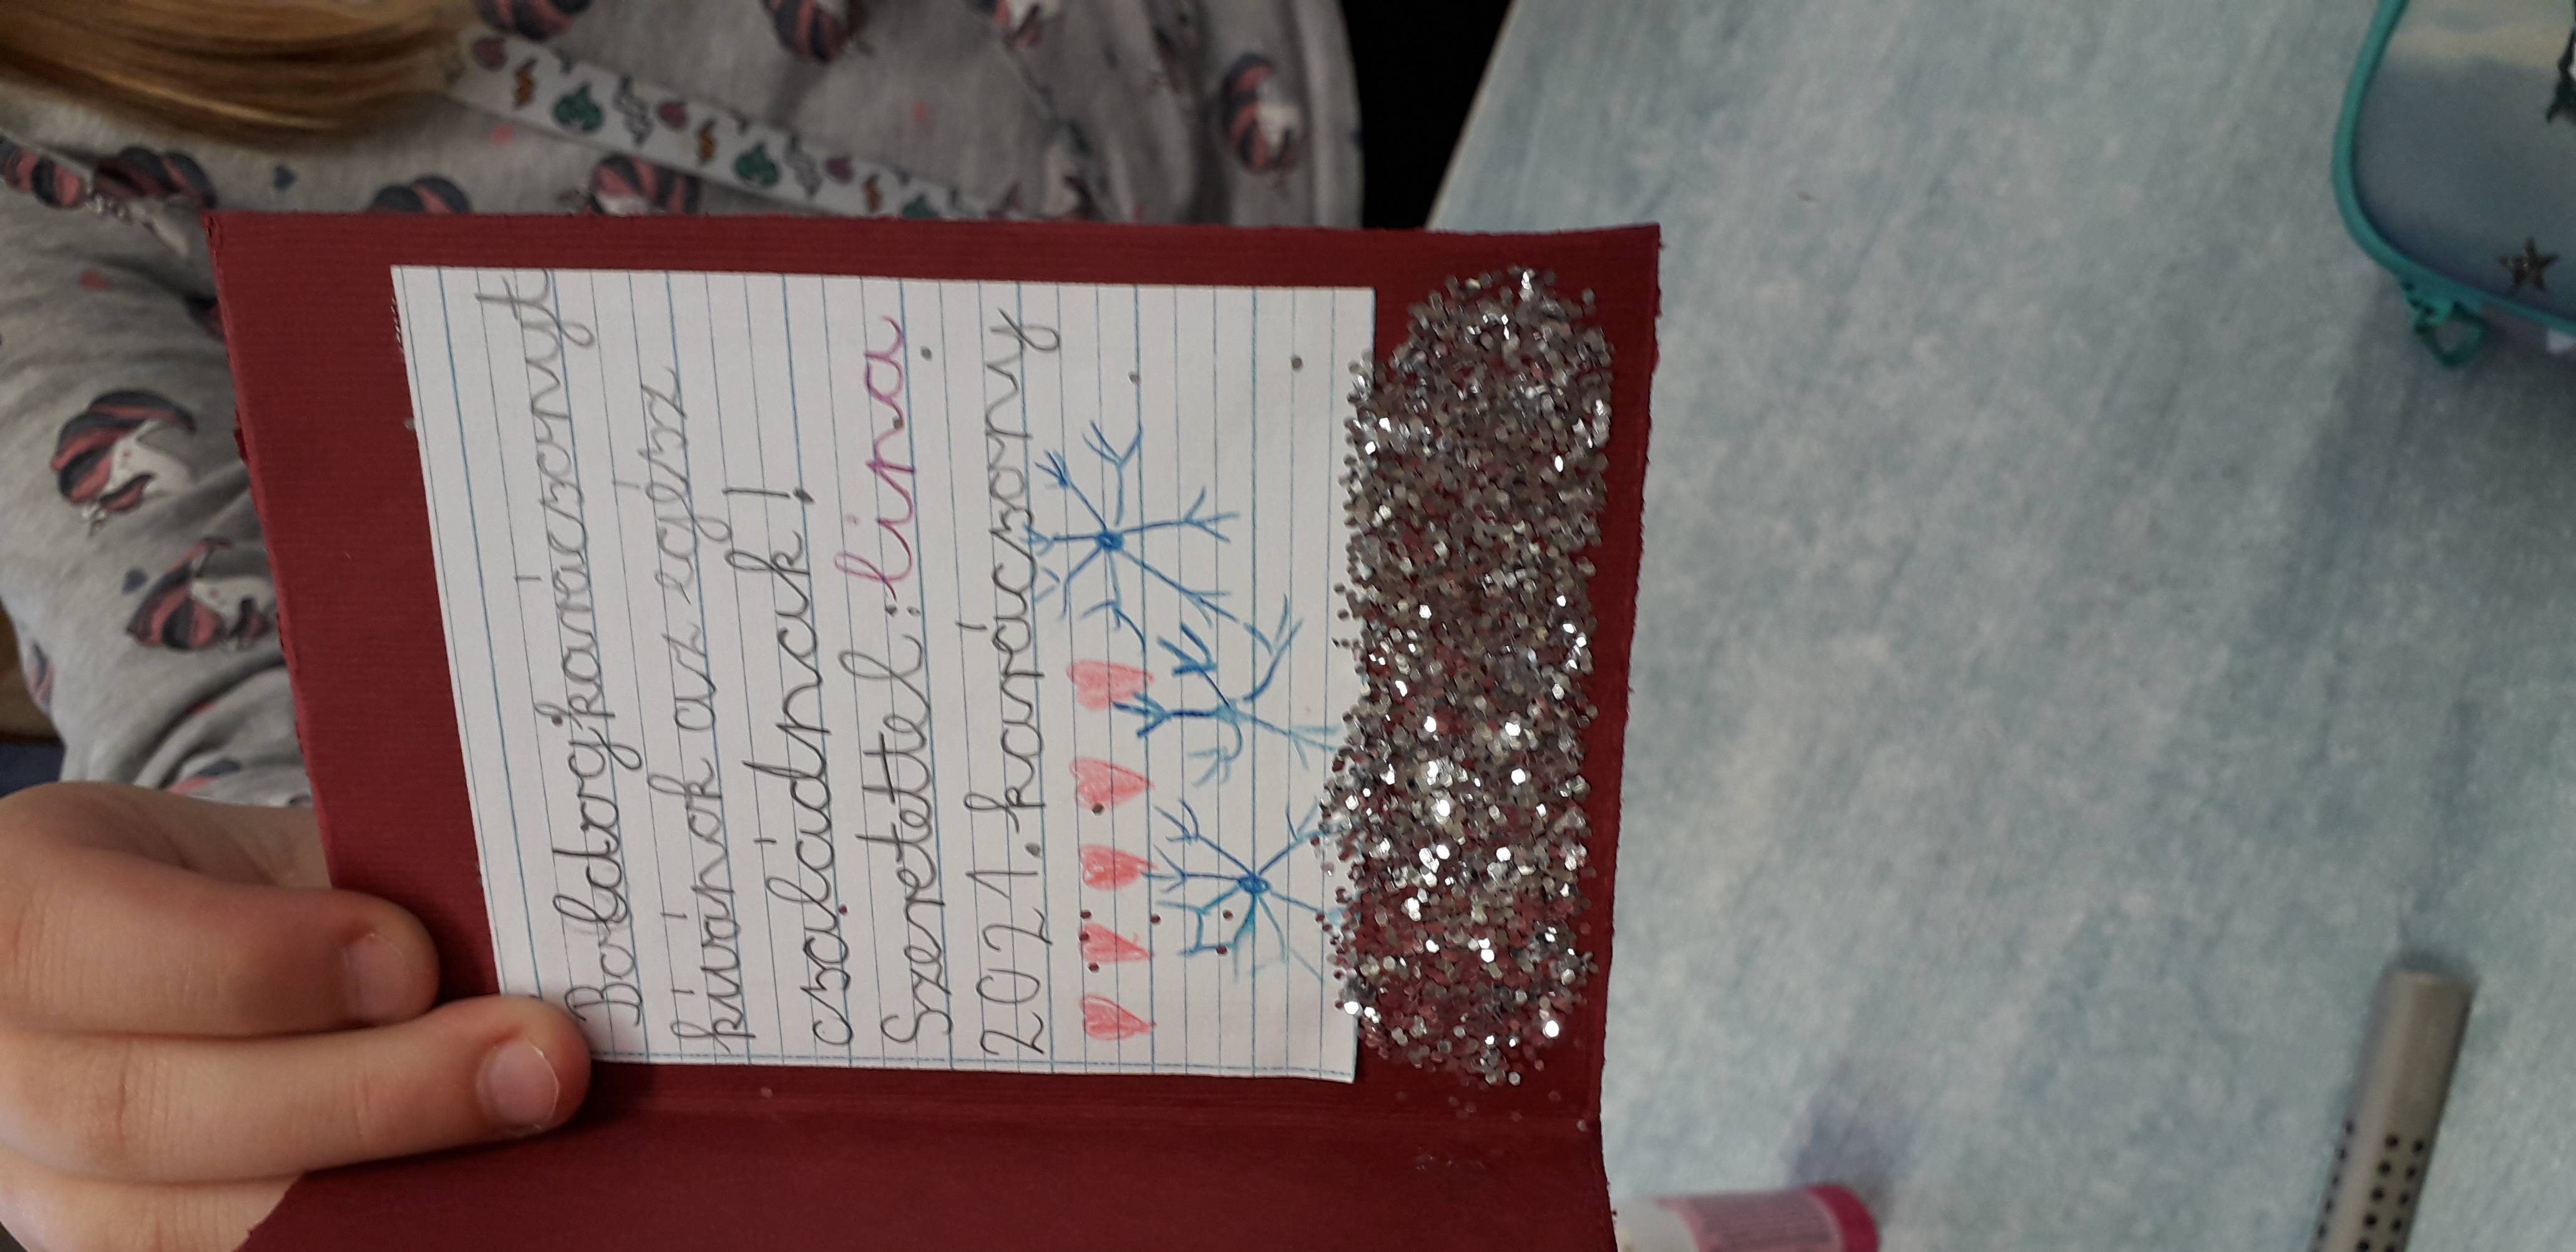 Boldog karácsonyt
kívánok az egész
családnak!
Szeretettel: lina
2021. karácsony